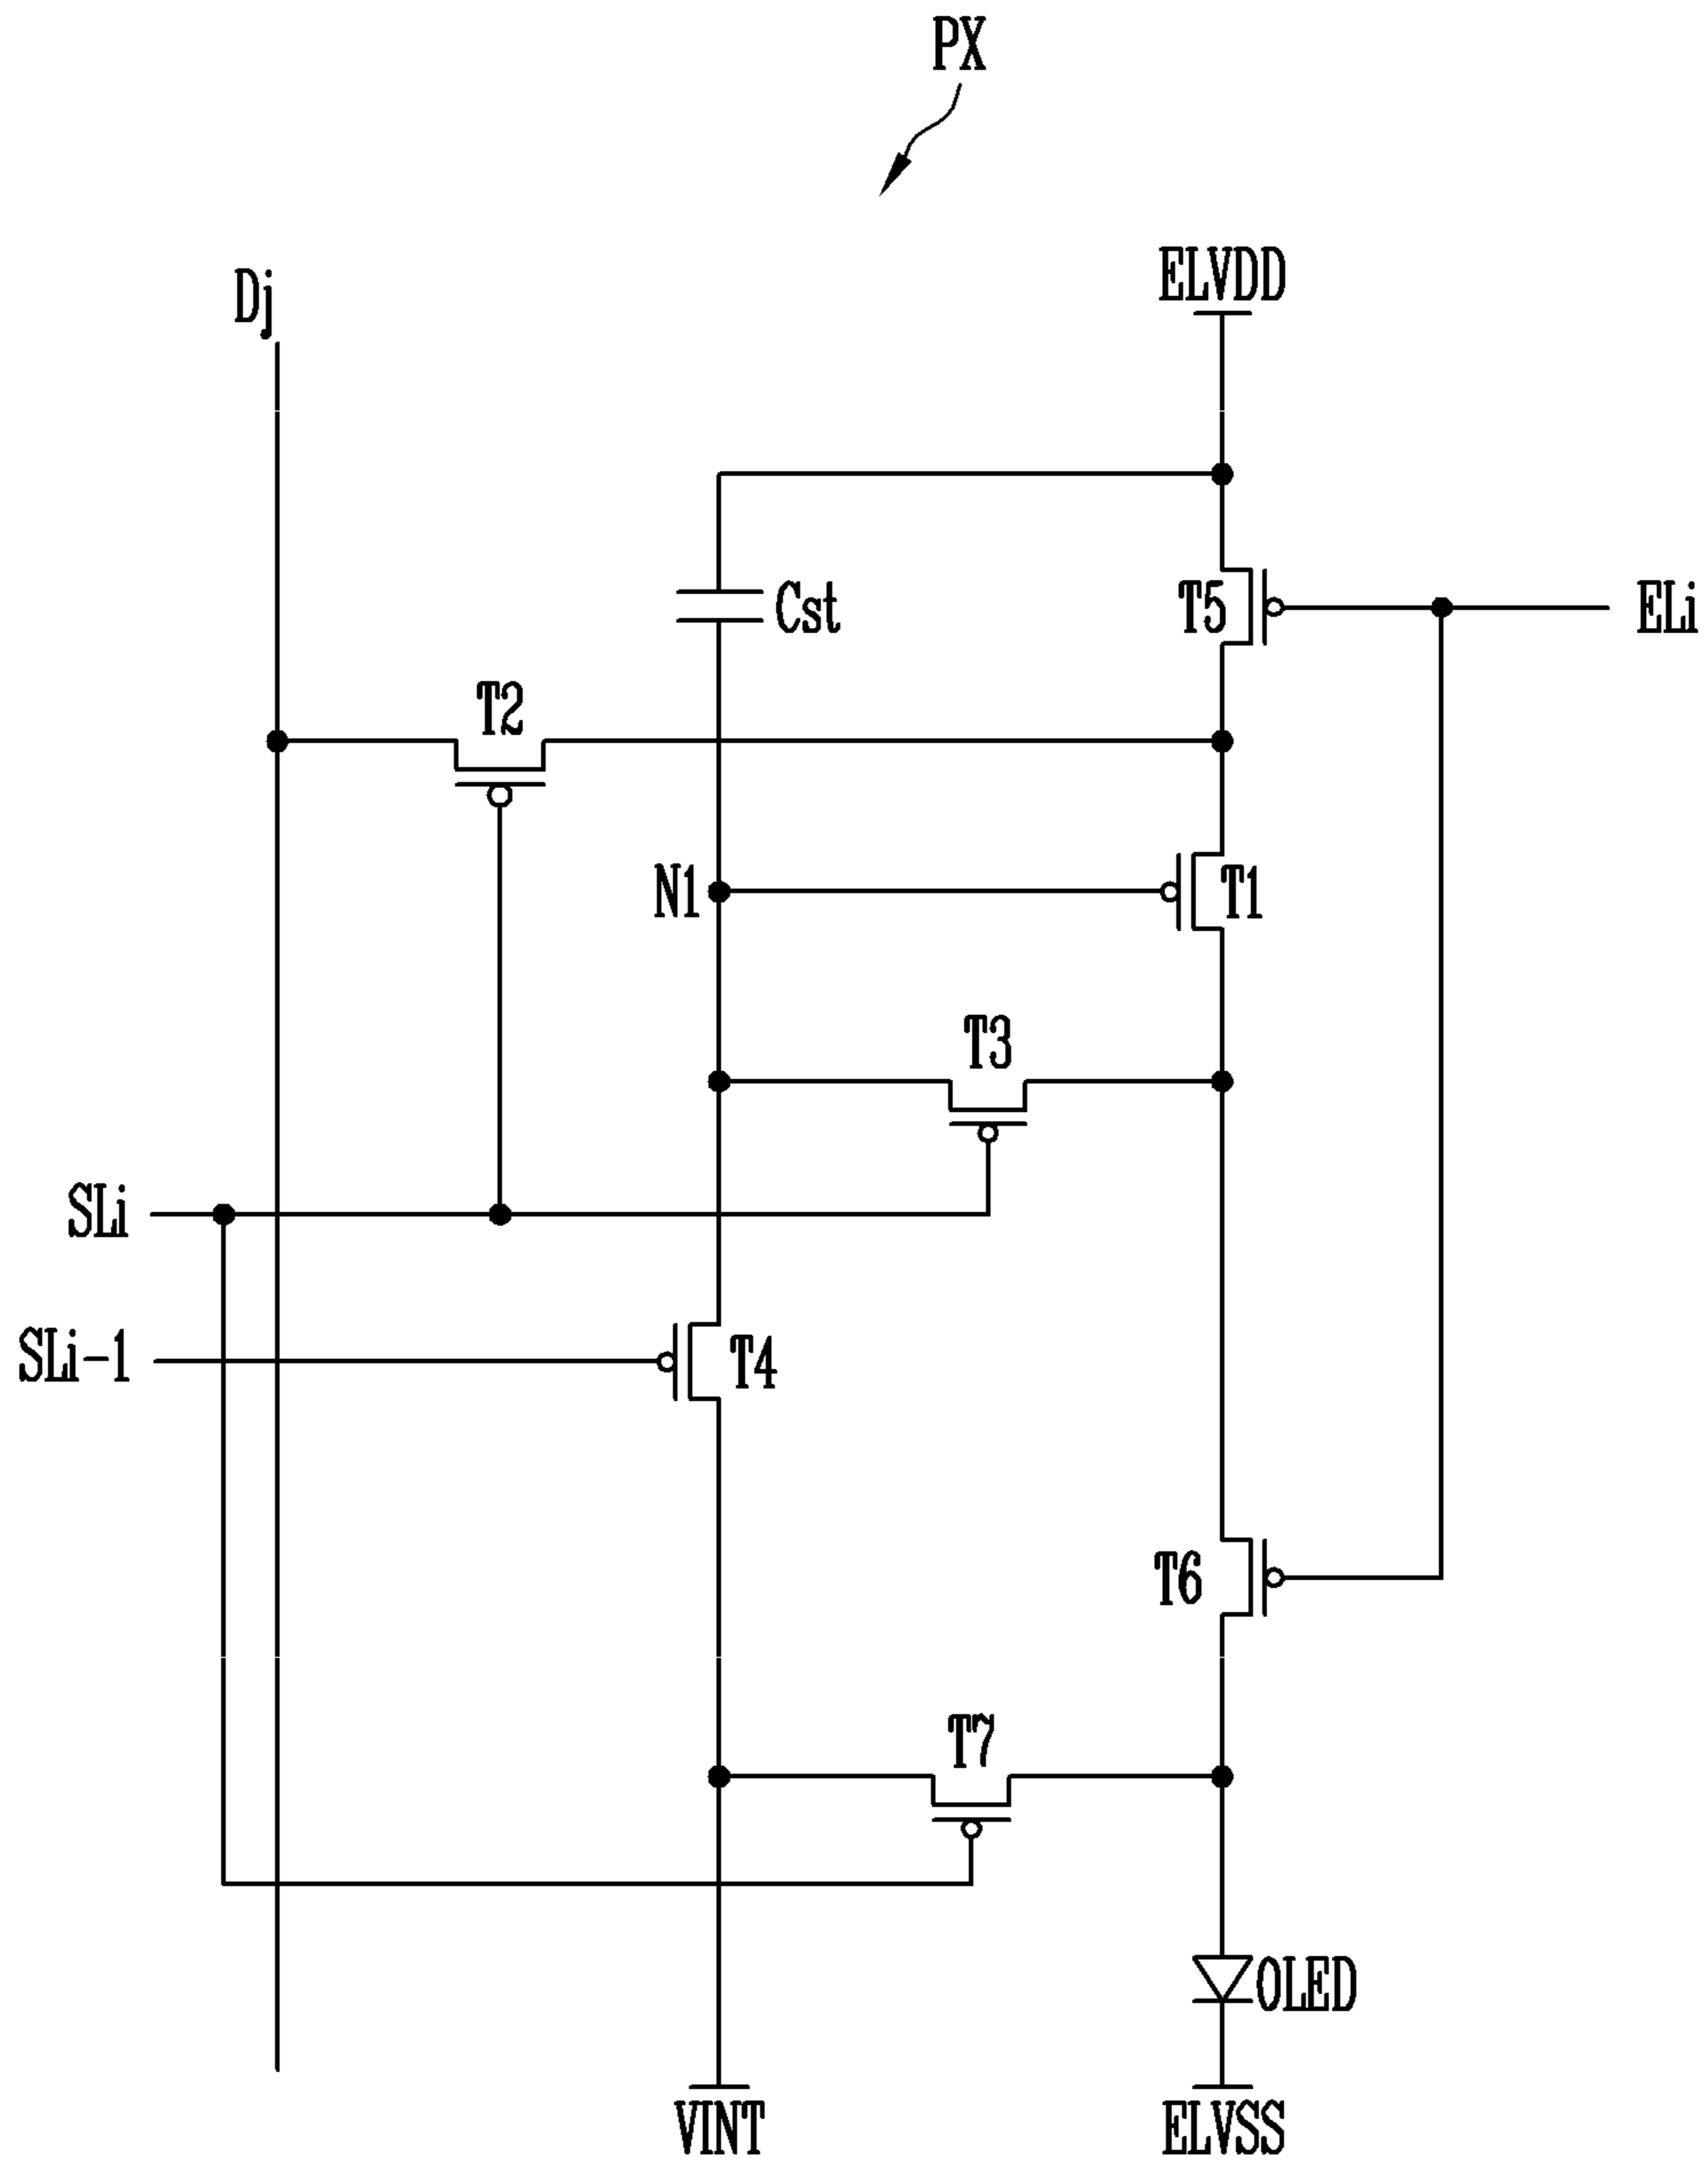 PX
ELVDD
Dj
Cst
T5
ELi
T2
N1
T1
T3
SLi
SLi-1
T4
T6
T7
OLED
VINT
ELVSS